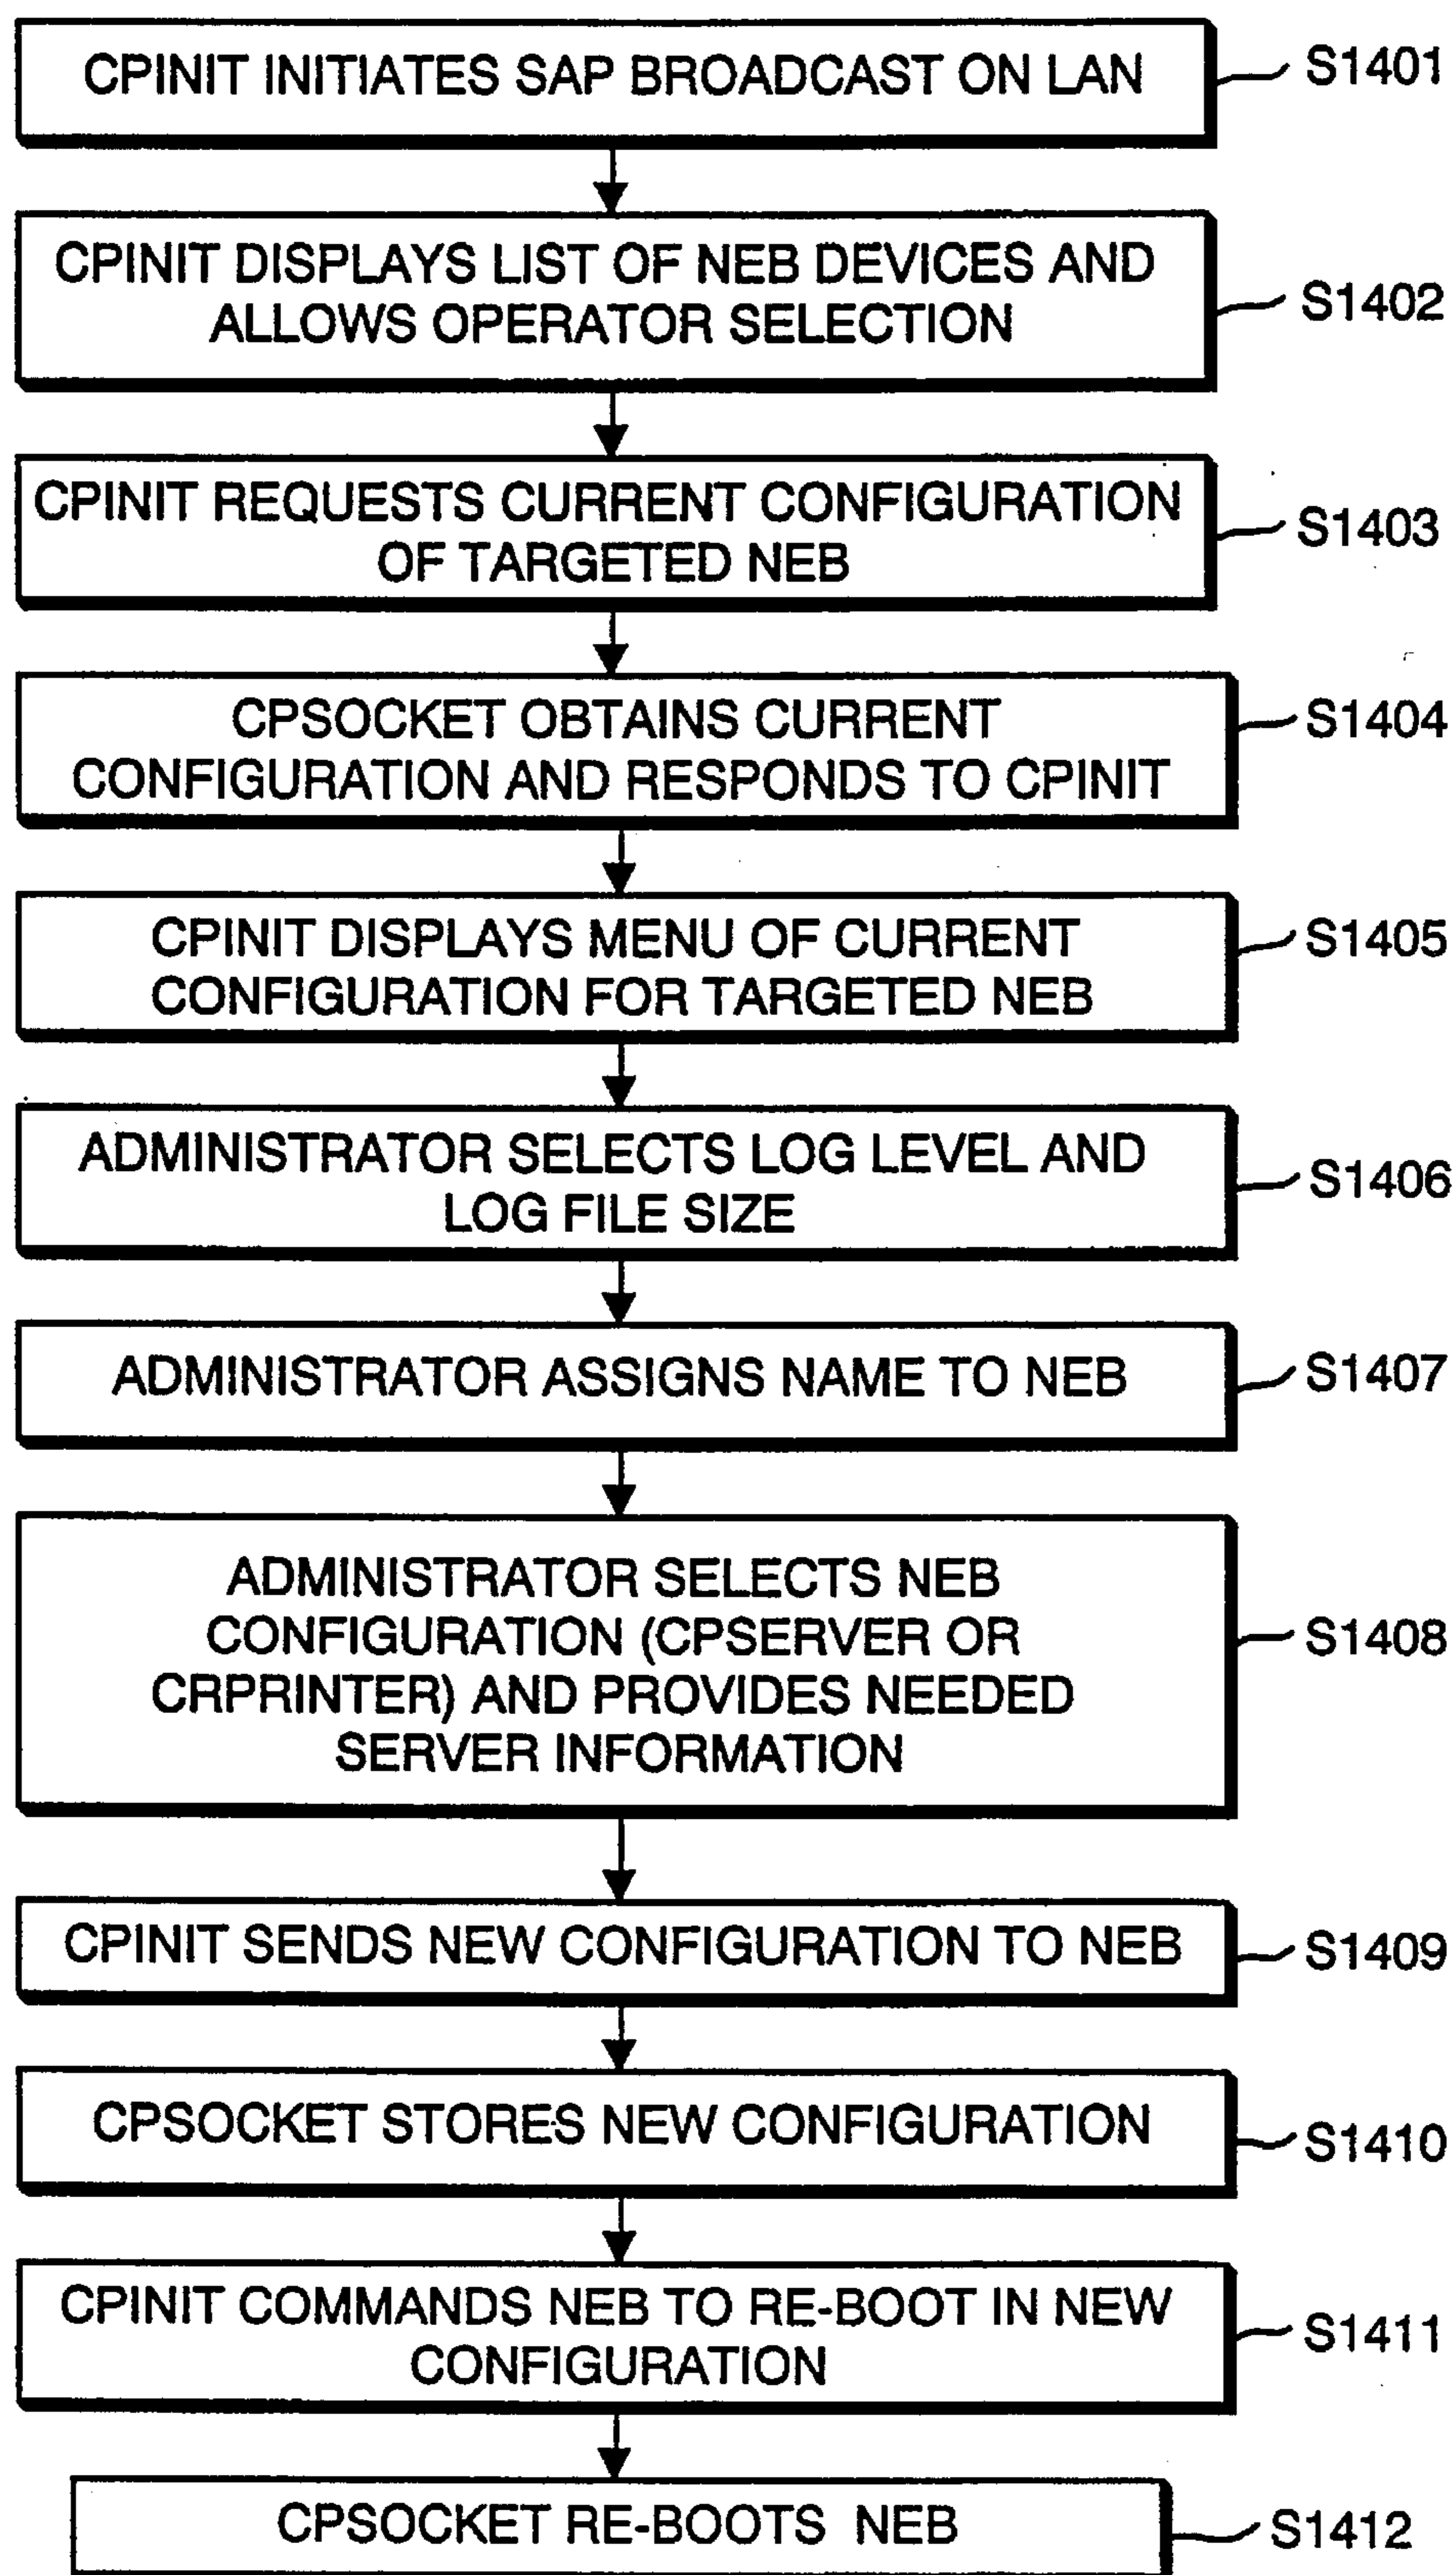 CPINIT INITIATES SAP BROADCAST ON LAN
S1401
CPINIT DISPLAYS LIST OF NEB DEVICES AND
ALLOWS OPERATOR SELECTION
S1402
CPINIT REQUESTS CURRENT CONFIGURATION
OF TARGETED NEB
S1403
CPSOCKET OBTAINS CURRENT
CONFIGURATION AND RESPONDS TO CPINIT
S1404
CPINIT DISPLAYS MENU OF CURRENT
CONFIGURATION FOR TARGETED NEB
S1405
ADMINISTRATOR SELECTS LOG LEVEL AND
LOG FILE SIZE
S1406
ADMINISTRATOR ASSIGNS NAME TO NEB
S1407
ADMINISTRATOR SELECTS NEB
CONFIGURATION (CPSERVER OR
CRPRINTER) AND PROVIDES NEEDED
SERVER INFORMATION
S1408
CPINIT SENDS NEW CONFIGURATION TO NEB
S1409
CPSOCKET STORES NEW CONFIGURATION
S1410
CPINIT COMMANDS NEB TO RE-BOOT IN NEW
CONFIGURATION
S1411
CPSOCKET RE-BOOTS NEB
S1412